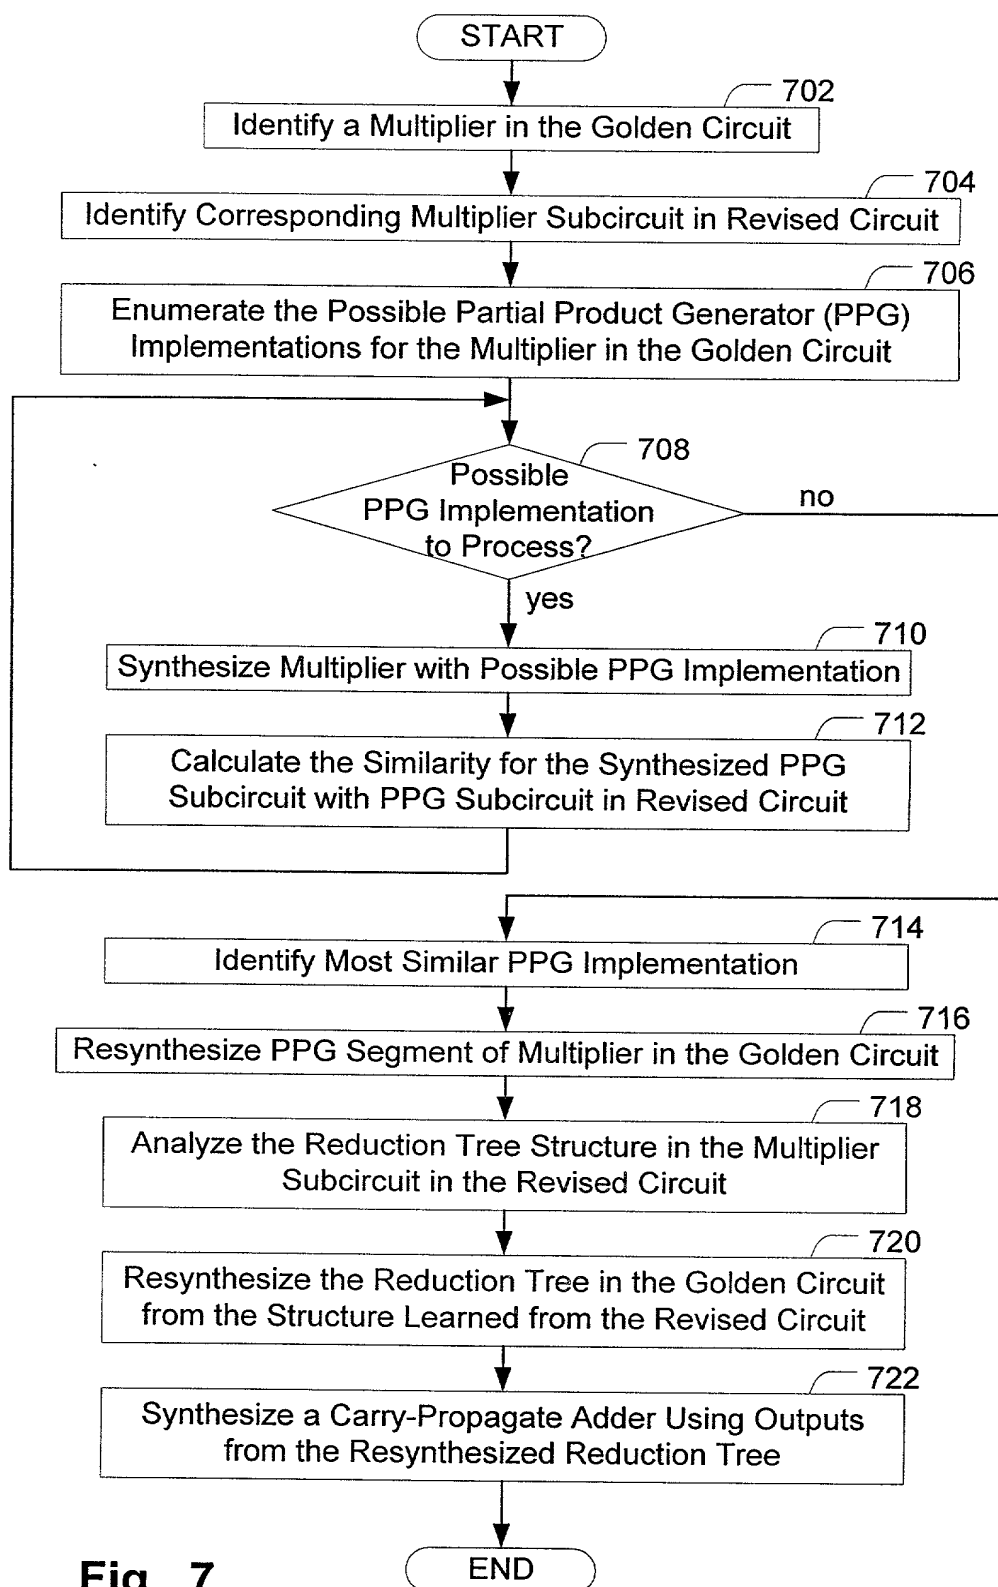 START
702
Identify a Multiplier in the Golden Circuit
704
Identify Corresponding Multiplier Subcircuit in Revised Circuit
706
Enumerate the Possible Partial Product Generator (PPG)
Implementations for the Multiplier in the Golden Circuit
708
Possible
PPG Implementation
to Process?
no
yes
710
Synthesize Multiplier with Possible PPG Implementation
712
Calculate the Similarity for the Synthesized PPG
Subcircuit with PPG Subcircuit in Revised Circuit
714
Identify Most Similar PPG Implementation
716
Resynthesize PPG Segment of Multiplier in the Golden Circuit
718
Analyze the Reduction Tree Structure in the Multiplier
Subcircuit in the Revised Circuit
720
Resynthesize the Reduction Tree in the Golden Circuit
from the Structure Learned from the Revised Circuit
722
Synthesize a Carry-Propagate Adder Using Outputs
from the Resynthesized Reduction Tree
END
Fig. 7